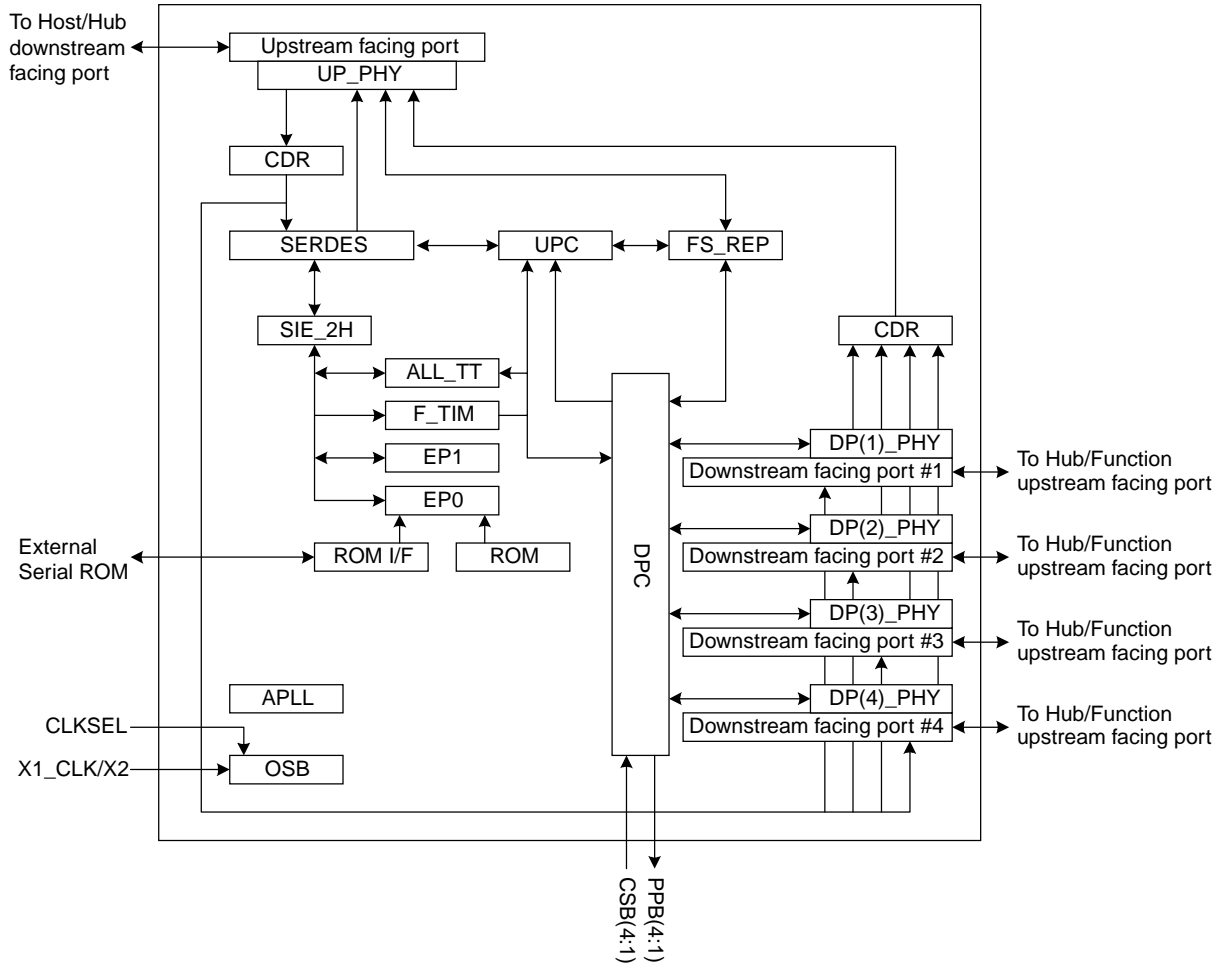 To Host/Hub
downstream
facing port
Upstream facing port
UP_PHY
CDR
SERDES
UPC
FS_REP
SIE_2H
CDR
ALL_TT
F_TIM
EP1
EP0
ROM I/F
ROM
External
Serial ROM
DPC
DP(1)_PHY
Downstream facing port #1
To Hub/Function
upstream facing port
DP(2)_PHY
Downstream facing port #2
To Hub/Function
upstream facing port
DP(3)_PHY
Downstream facing port #3
To Hub/Function
upstream facing port
DP(4)_PHY
Downstream facing port #4
To Hub/Function
upstream facing port
APLL
CLKSEL
X1_CLK/X2
OSB
CSB(4:1)
PPB(4:1)